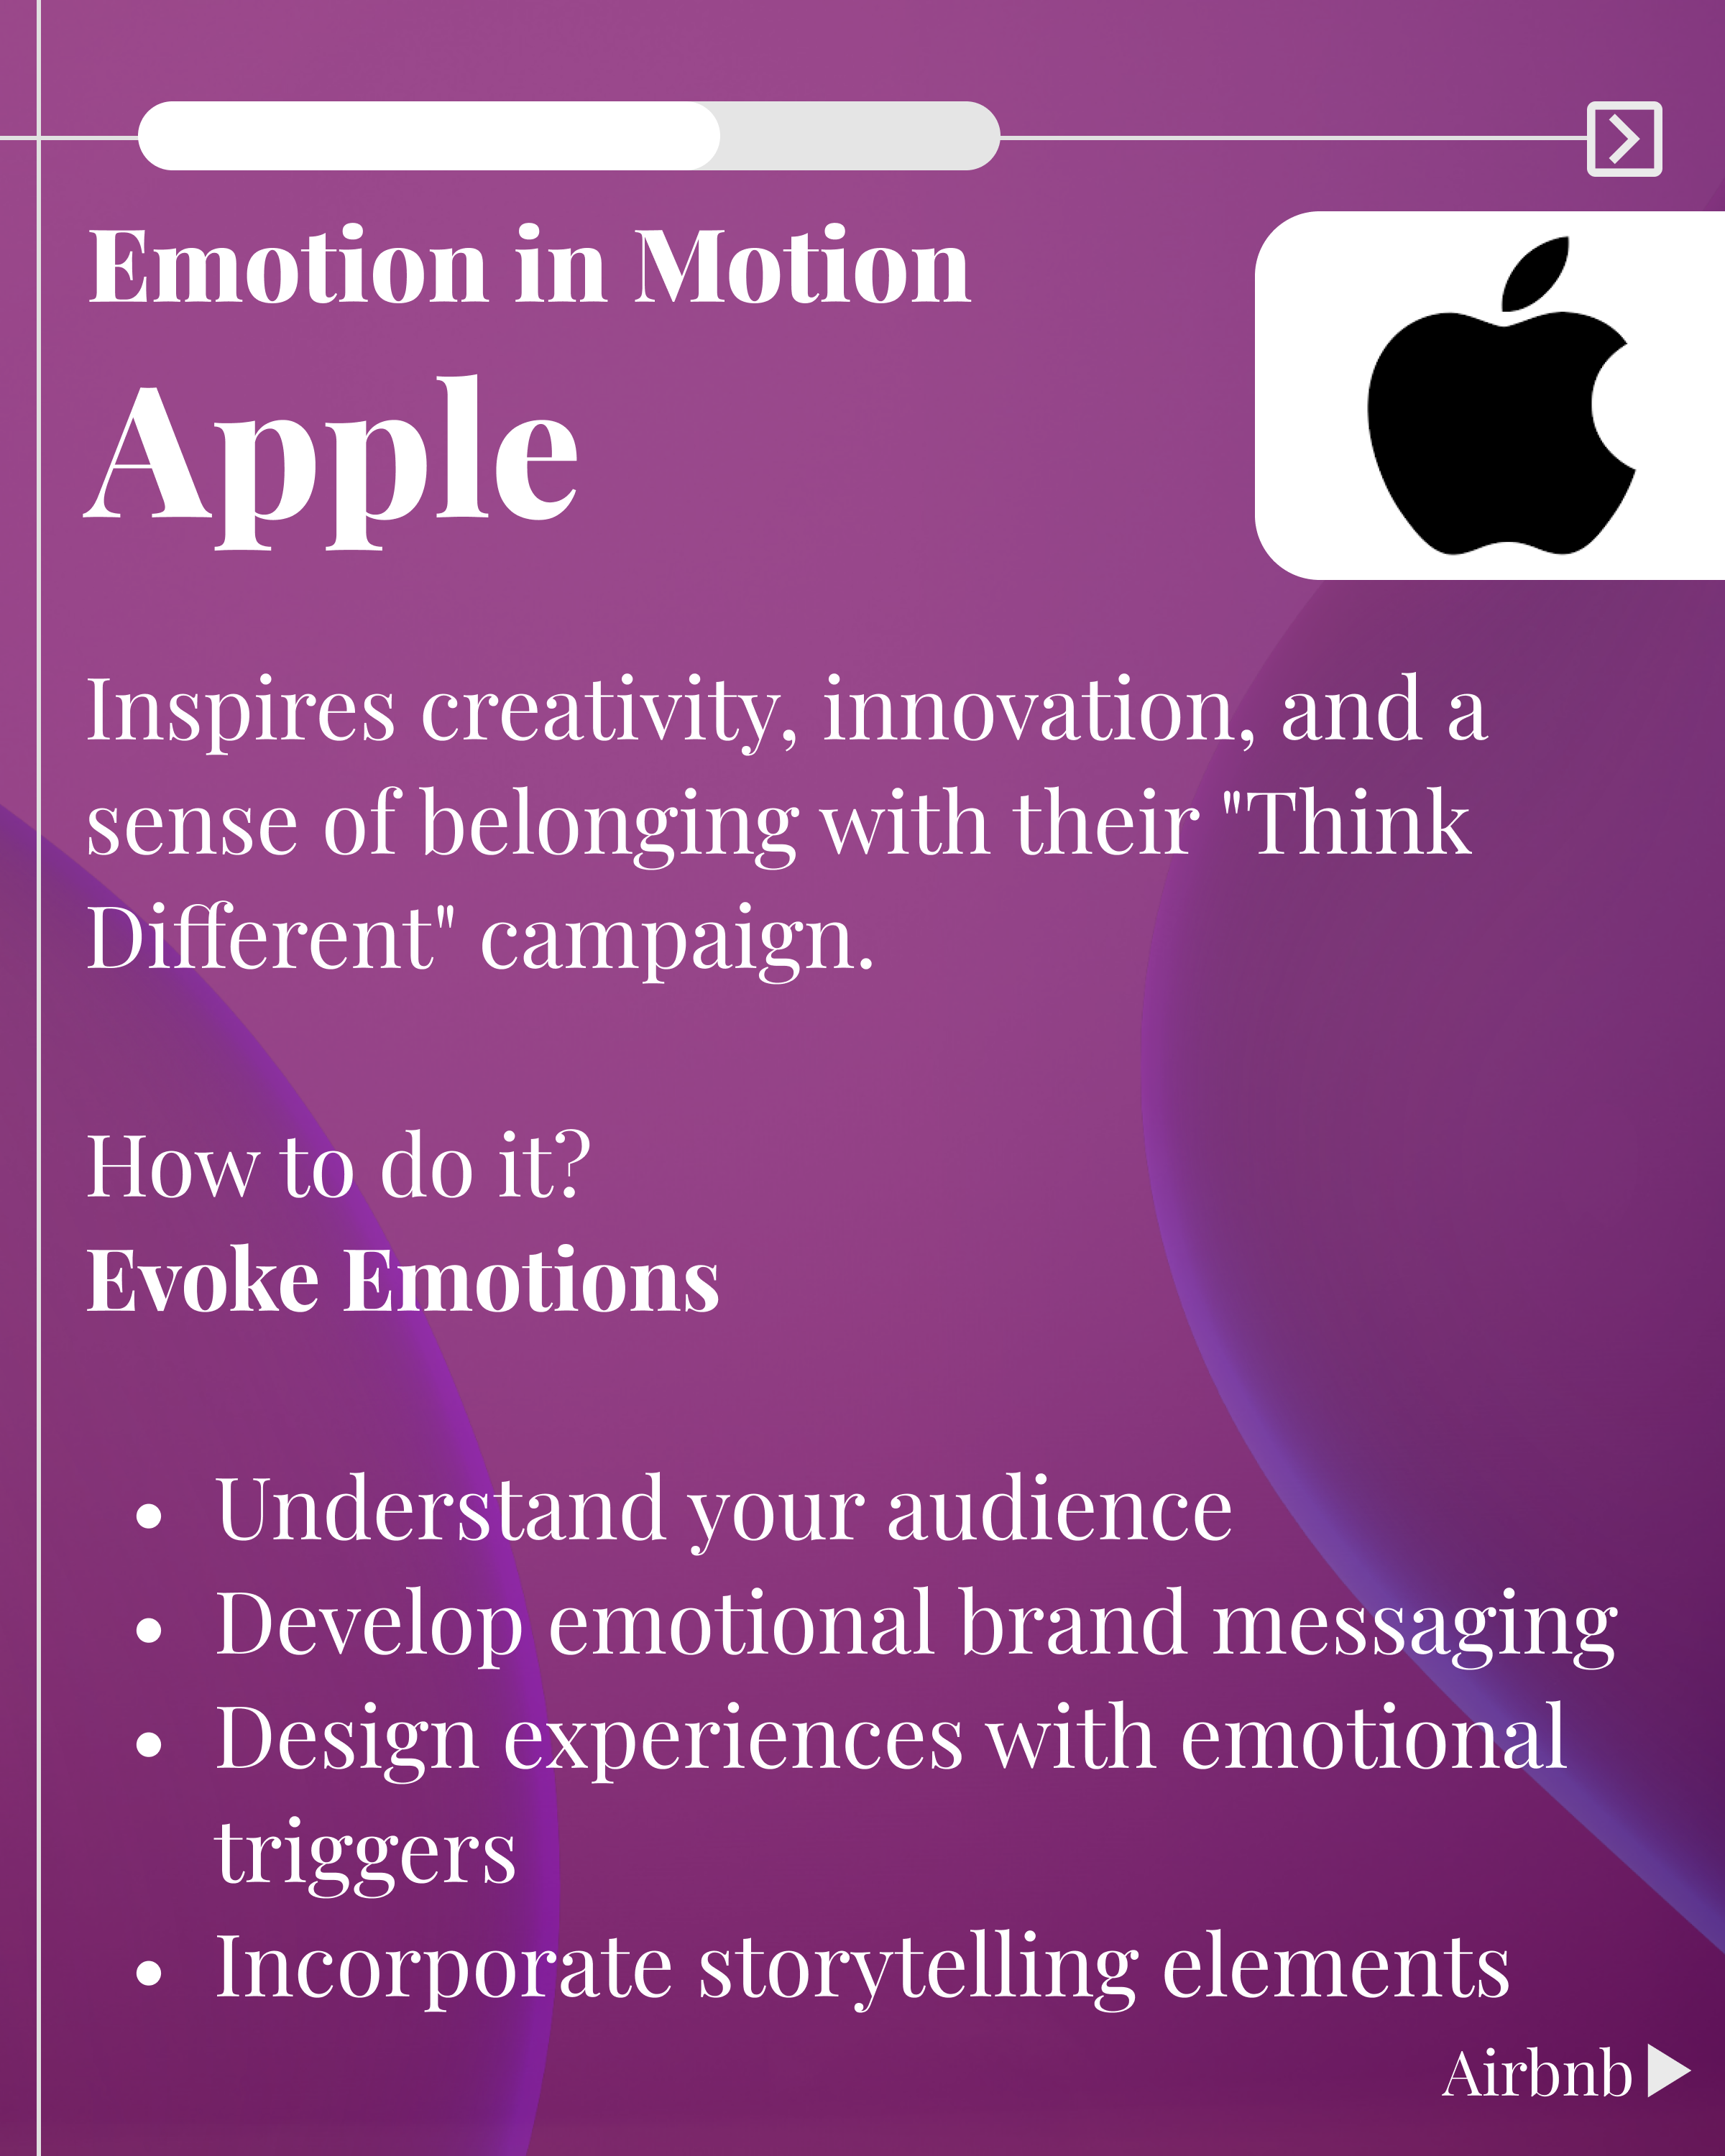 Emotion in Motion
Apple
Inspires creativity, innovation, and a
sense of belonging with their "Think
Different" campaign.
How to do it?
Evoke Emotions
• Understand your audience
• Develop emotional brand messaging
• Design experiences with emotional
triggers
• Incorporate storytelling elements
Airbnb